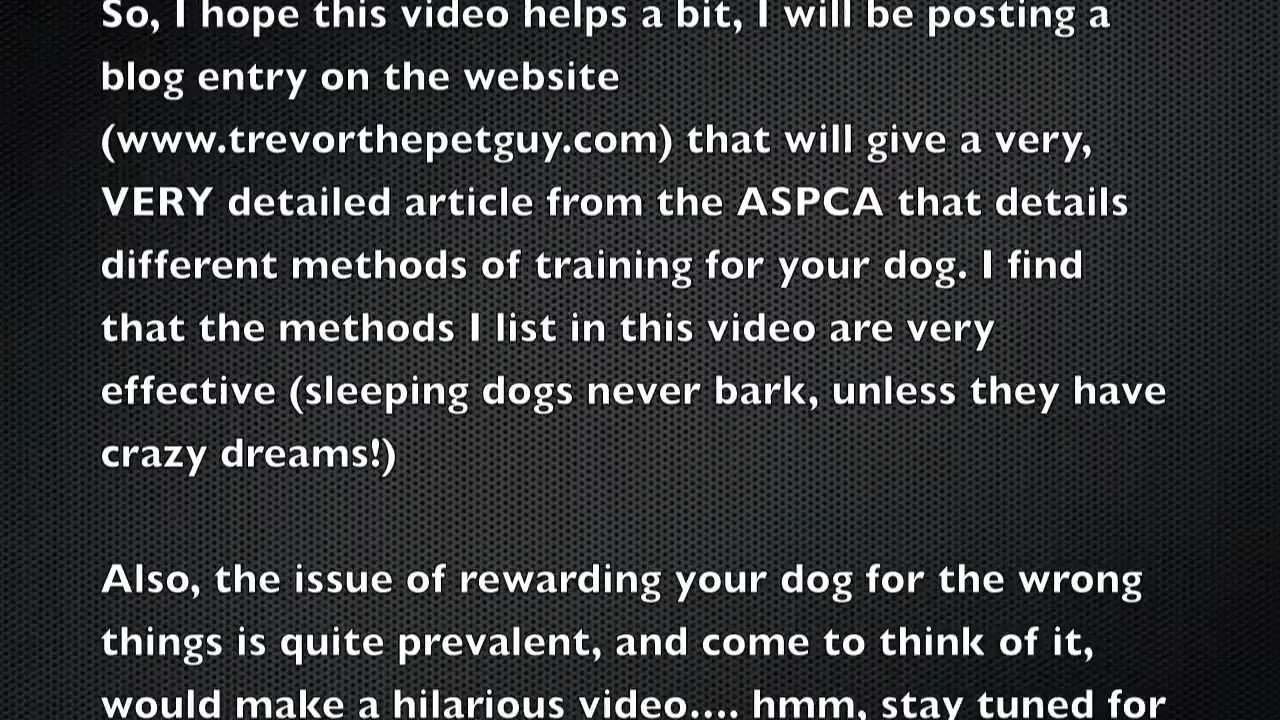 So, I hope this video helps a bit, I will be posting a
blog entry on the website
(www.trevorthepetguy.com) that will give a very,
VERY detailed article from the ASPCA that details
different methods of training for your dog. I find
that the methods I list in this video are very
effective (sleeping dogs never bark, unless they have
crazy dreams!)
Also, the issue of rewarding your dog for the wrong
things is quite prevalent, and come to think of it,
would make a hilarious video.... hmm, stay tuned for